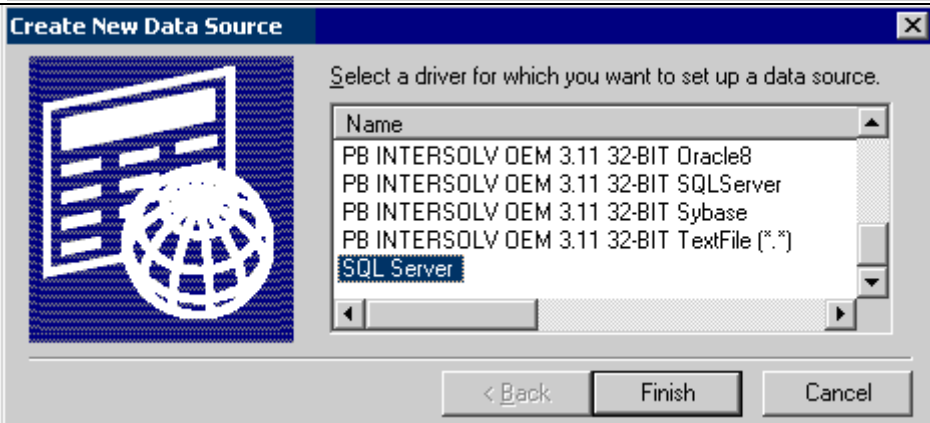 Create New Data Source
Select a driver for which you want to set up a data source.
Name
PB INTERSOLV OEM 3.11 32-BIT Oracle8
PB INTERSOLV OEM 3.11 32-BIT SQLServer
PB INTERSOLV OEM 3.11 32-BIT Sybase
PB INTERSOLV OEM 3.11 32-BIT TextFile (*.*)
SQL Server
< Back Finish Cancel